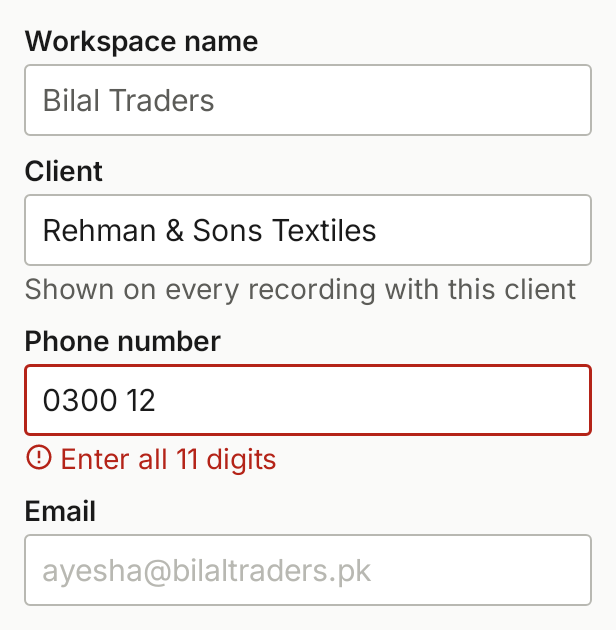 Workspace name
Bilal Traders
Client
Rehman & Sons Textiles
Shown on every recording with this client
Phone number
0300 12
Enter all 11 digits
Email
ayesha@bilaltraders.pk